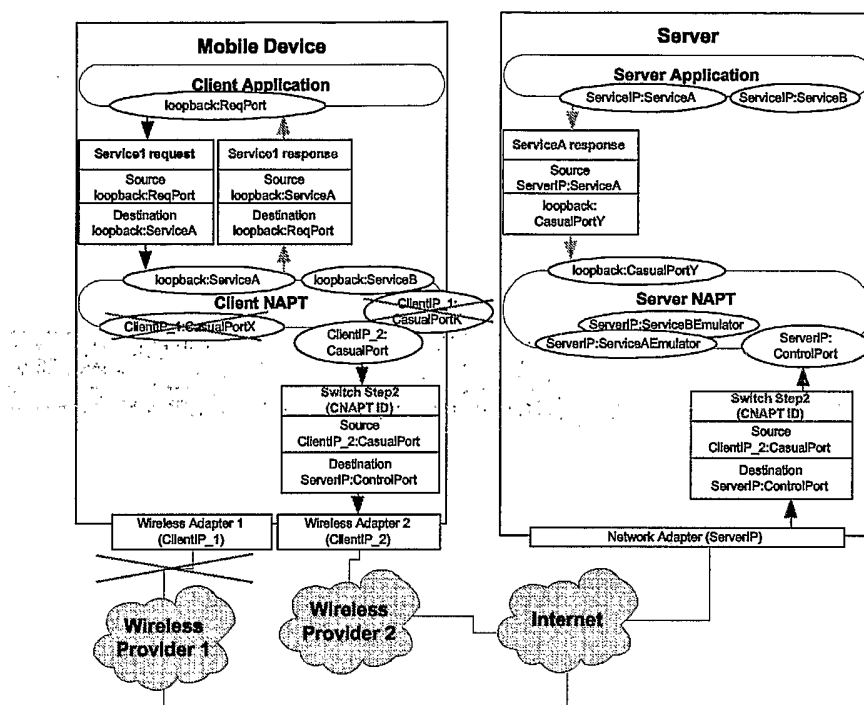 Mobile Device
Client Application
loopback:ReqPort
Service1 request
Source
loopback:ReqPort
Destination
loopback:ServiceA
Service1 response
Source
loopback:ServiceA
Destination
loopback:ReqPort
loopback:ServiceA
loopback:ServiceB
Client NAPT
ClientIP_1:CasualPortX
ClientIP_1:
CasualPortK
ClientIP_2:
CasualPort
Switch Step2
(CNAPT ID)
Source
ClientIP_2:CasualPort
Destination
ServerIP:ControlPort
Wireless Adapter 1
(ClientIP_1)
Wireless Adapter 2
(ClientIP_2)
Wireless
Provider 1
Wireless
Provider 2
Internet
Server
Server Application
ServiceIP:ServiceA
ServiceIP:ServiceB
ServiceA response
Source
ServerIP:ServiceA
loopback:
CasualPortY
loopback:CasualPortY
Server NAPT
ServerIP:ServiceBEmulator
ServerIP:ServiceAEmulator
ServerIP:
ControlPort
Switch Step2
(CNAPT ID)
Source
ClientIP_2:CasualPort
Destination
ServerIP:ControlPort
Network Adapter (ServerIP)